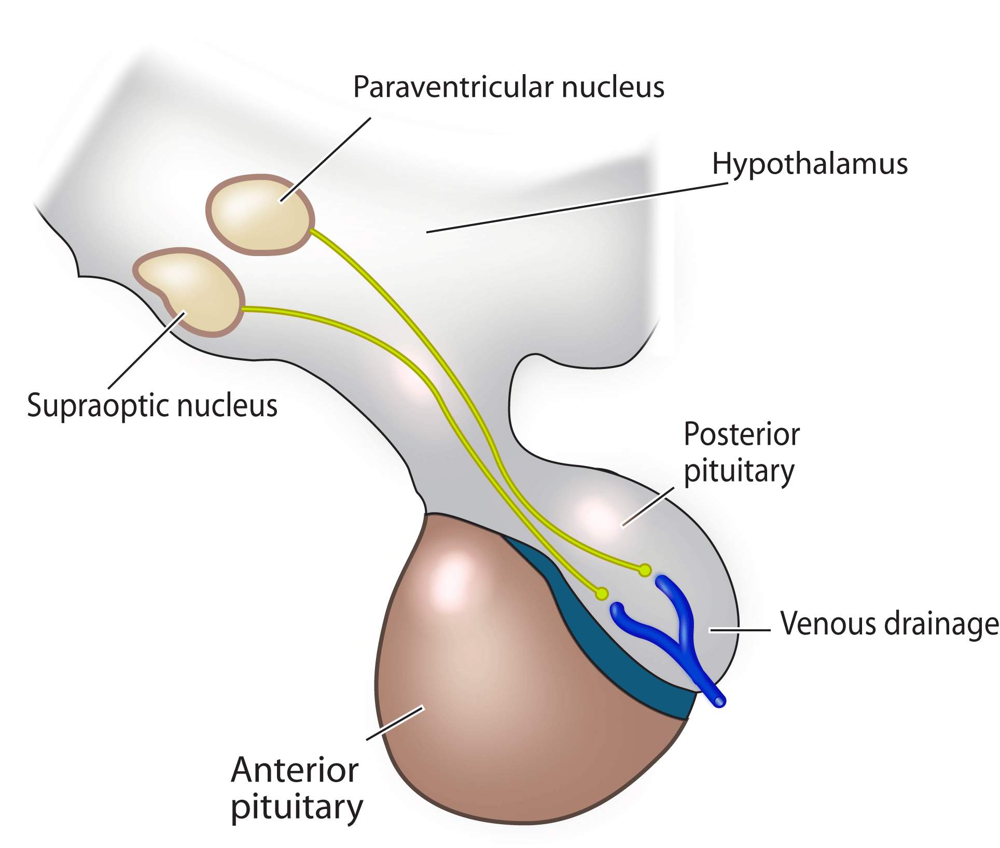 Paraventricular nucleus
Hypothalamus
Supraoptic nucleus
Posterior
pituitary
Venous drainage
Anterior
pituitary